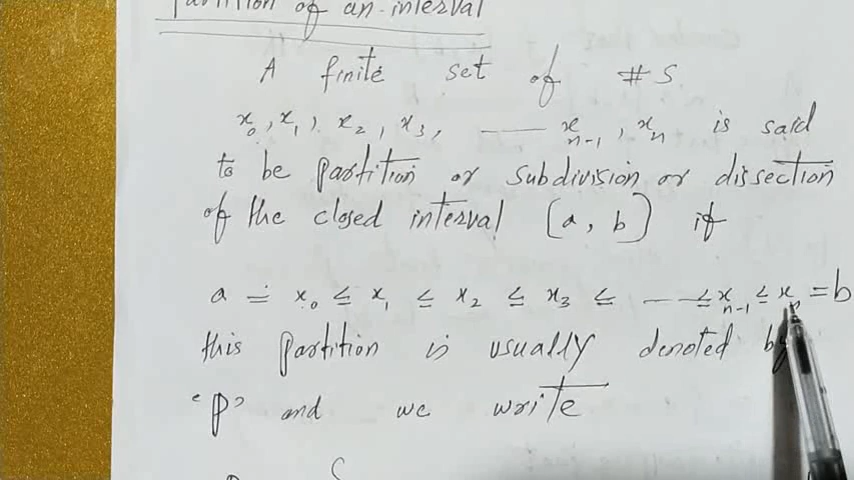 Partition of an interval
A finite set of #S
x₀, x₁, x₂, x₃, —— xₙ₋₁, xₙ is said
to be partition or subdivision or dissection
of the closed interval [a, b] if
a = x₀ ≤ x₁ ≤ x₂ ≤ x₃ ≤ —— ≤ xₙ₋₁ ≤ xₙ = b
this partition is usually denoted by
'P' and we write